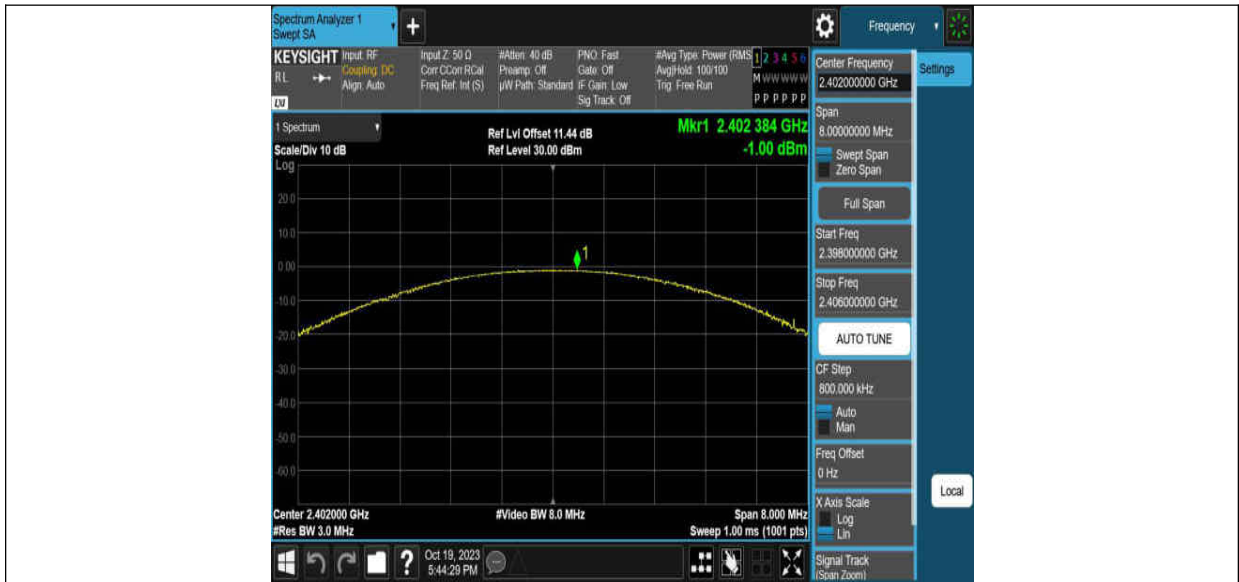 Spectrum Analyzer 1
Swept SA
+
Frequency
KEYSIGHT
Input: RF
Input Z: 50 Ω
#Atten: 40 dB
PNO: Fast
#Avg Type: Power (RMS
1 2 3 4 5 6
RL
Coupling: DC
Corr CCorr RCal
Preamp: Off
Gate: Off
Avg|Hold: 100/100
M W W W W W
Align: Auto
Freq Ref: Int (S)
µW Path: Standard
IF Gain: Low
Trig: Free Run
Sig Track: Off
P P P P P P
LXI
1 Spectrum
Ref Lvl Offset 11.44 dB
Mkr1 2.402 384 GHz
Scale/Div 10 dB
Ref Level 30.00 dBm
-1.00 dBm
Log
20.0
10.0
0.00
-10.0
-20.0
-30.0
-40.0
-50.0
-60.0
1
Center 2.402000 GHz
#Video BW 8.0 MHz
Span 8.000 MHz
#Res BW 3.0 MHz
Sweep 1.00 ms (1001 pts)
?
Oct 19, 2023
5:44:29 PM
Center Frequency
2.402000000 GHz
Settings
Span
8.00000000 MHz
Swept Span
Zero Span
Full Span
Start Freq
2.398000000 GHz
Stop Freq
2.406000000 GHz
AUTO TUNE
CF Step
800.000 kHz
Auto
Man
Freq Offset
0 Hz
X Axis Scale
Log
Lin
Local
Signal Track
(Span Zoom)